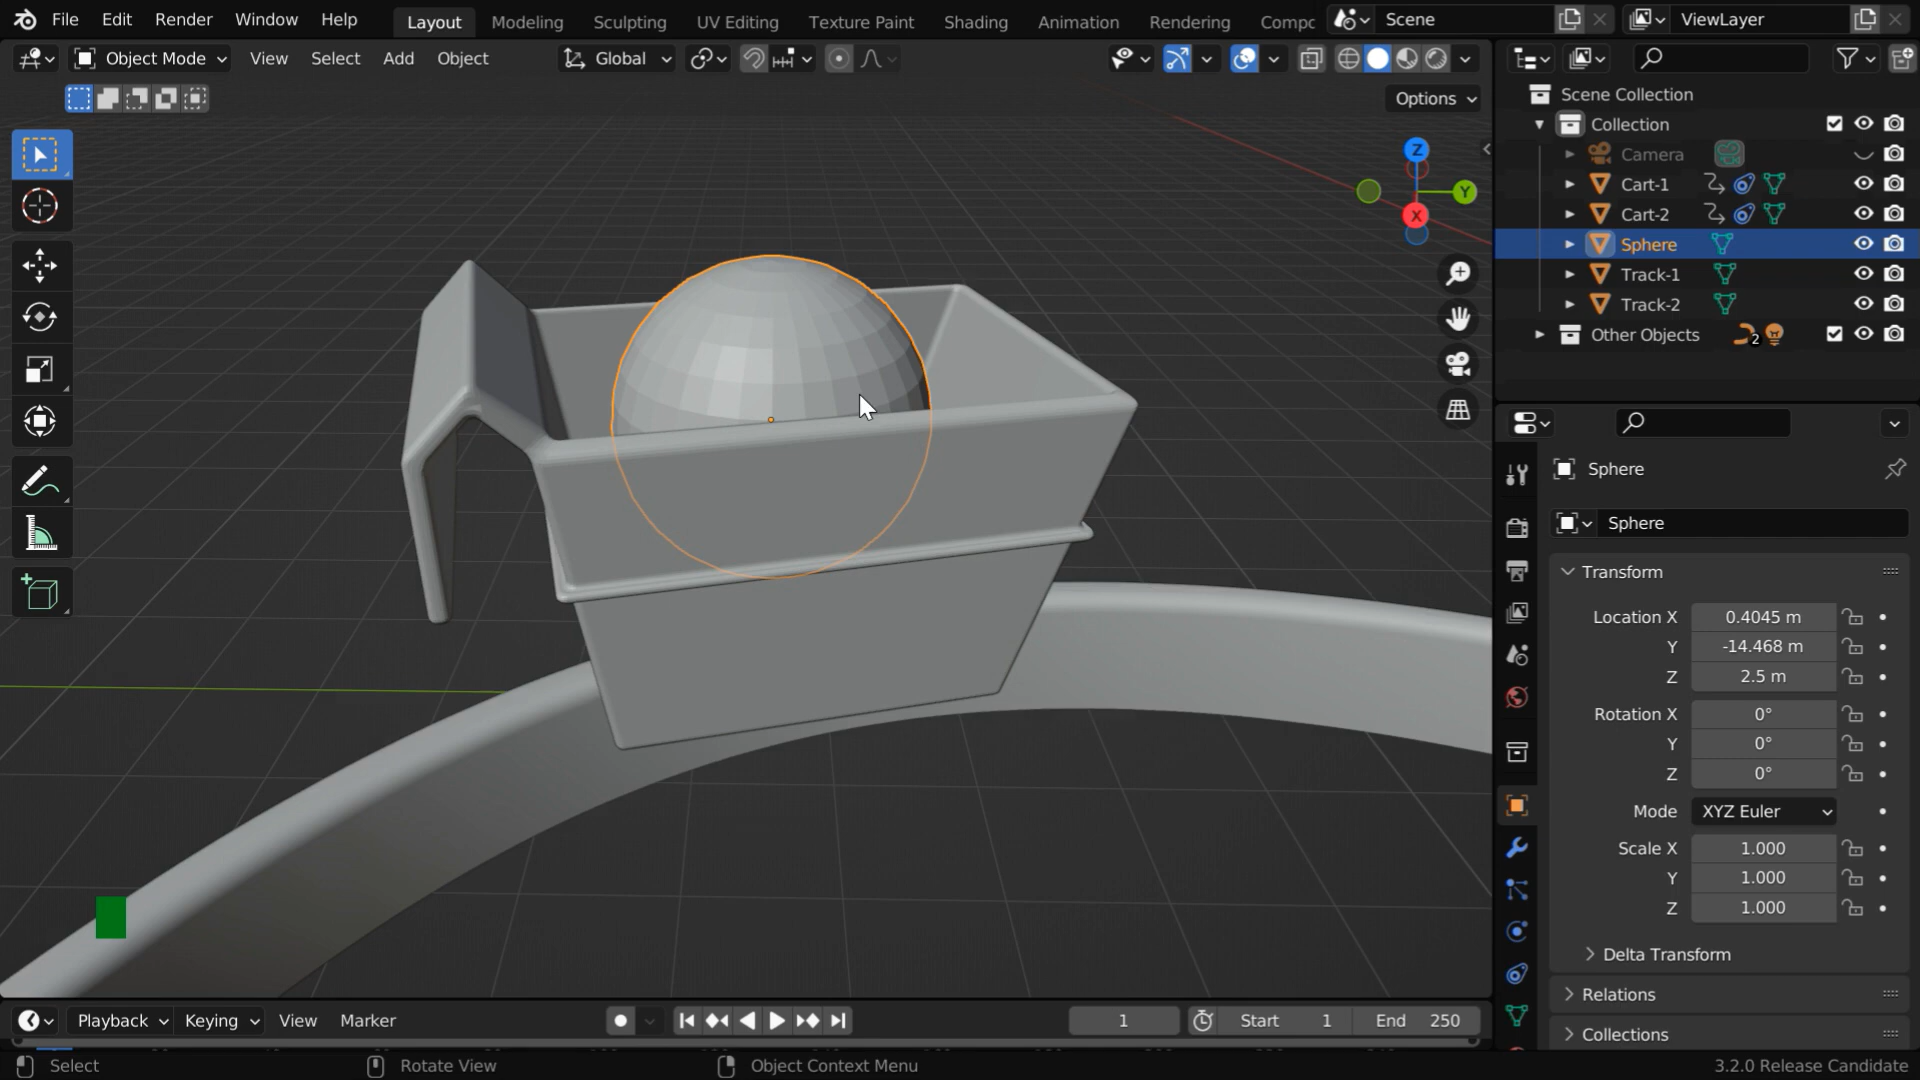 File Edit Render Window Help Layout Modeling Sculpting UV Editing Texture Paint Shading Animation Rendering Compc Scene ViewLayer
Object Mode View Select Add Object Global
Options
Z
Y
X
Scene Collection
Collection
Camera
Cart-1
Cart-2
Sphere
Track-1
Track-2
Other Objects 2
Sphere
Sphere
Transform
Location X 0.4045 m
Y -14.468 m
Z 2.5 m
Rotation X 0°
Y 0°
Z 0°
Mode XYZ Euler
Scale X 1.000
Y 1.000
Z 1.000
Delta Transform
Relations
Collections
Playback Keying View Marker 1 Start 1 End 250
Select Rotate View Object Context Menu 3.2.0 Release Candidate